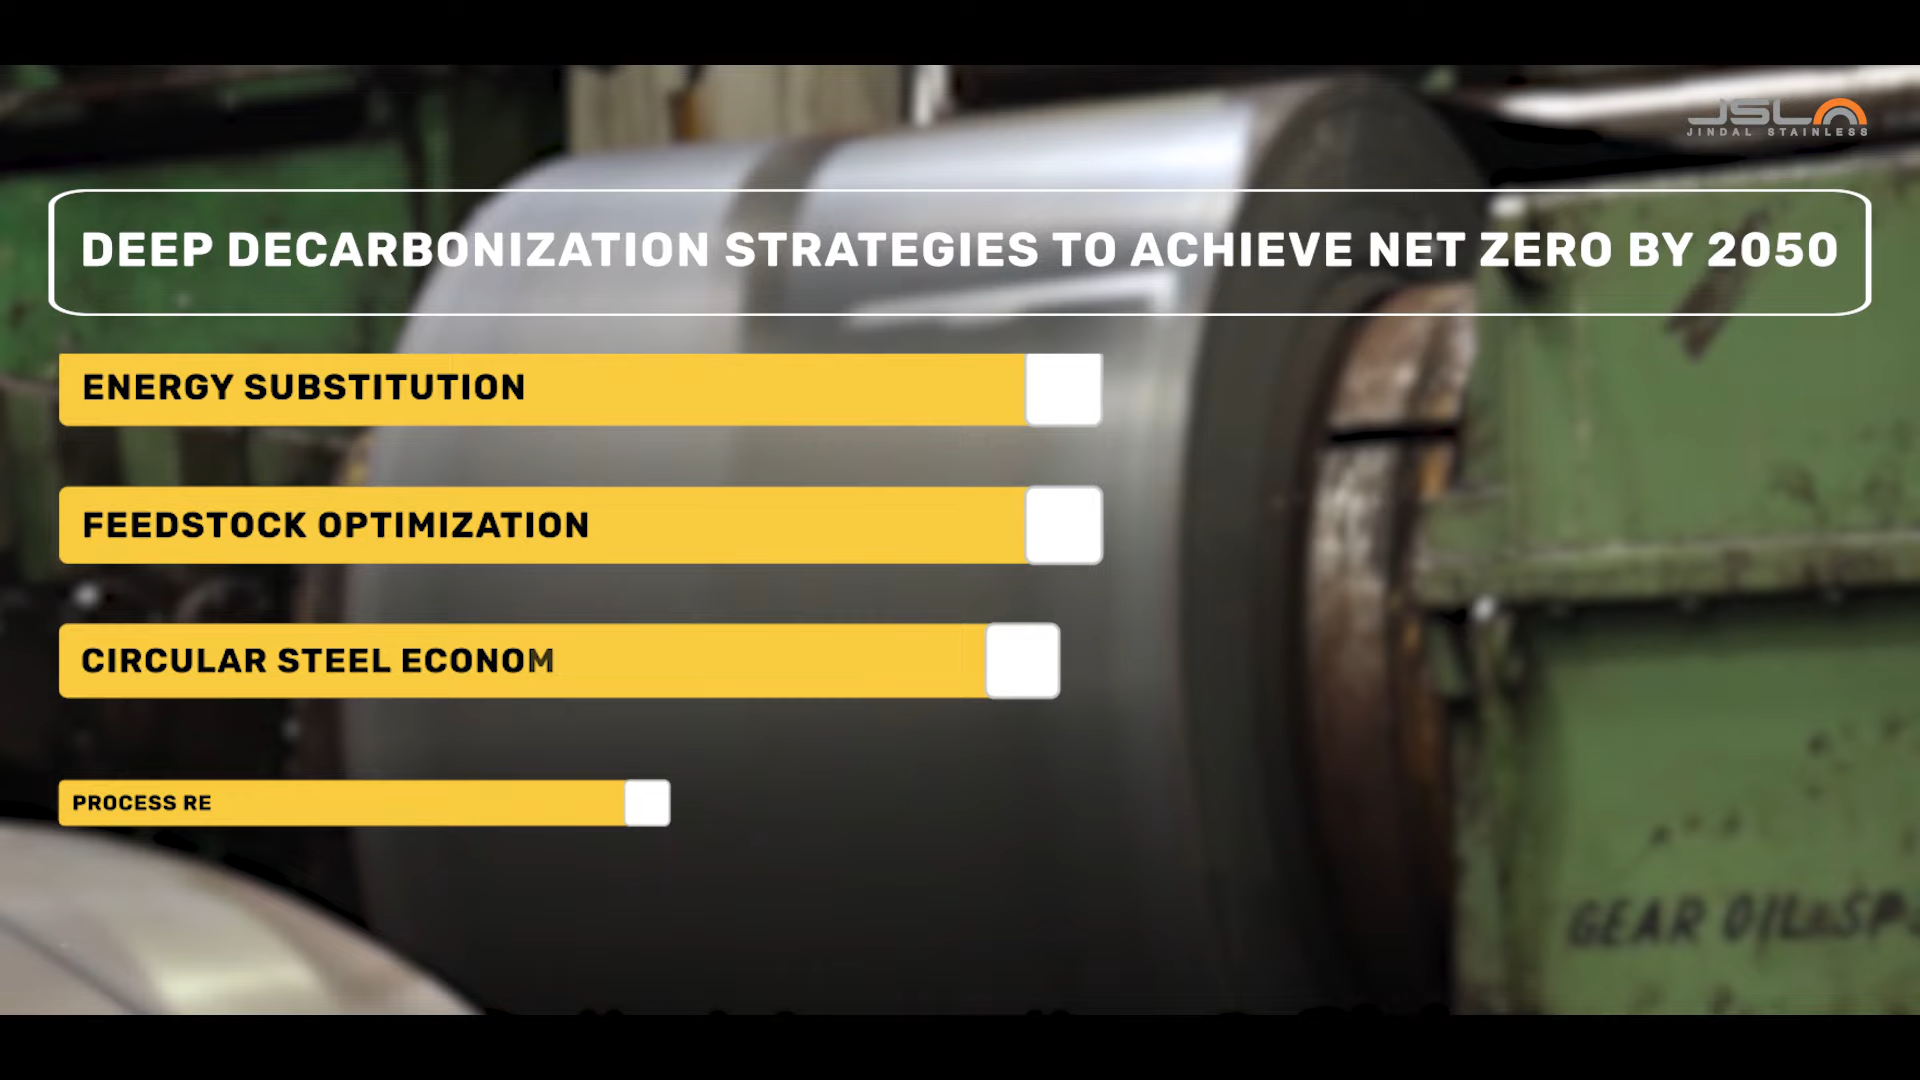 JSL
JINDAL STAINLESS
DEEP DECARBONIZATION STRATEGIES TO ACHIEVE NET ZERO BY 2050
ENERGY SUBSTITUTION
FEEDSTOCK OPTIMIZATION
CIRCULAR STEEL ECONOM
PROCESS RE
GEAR OIL